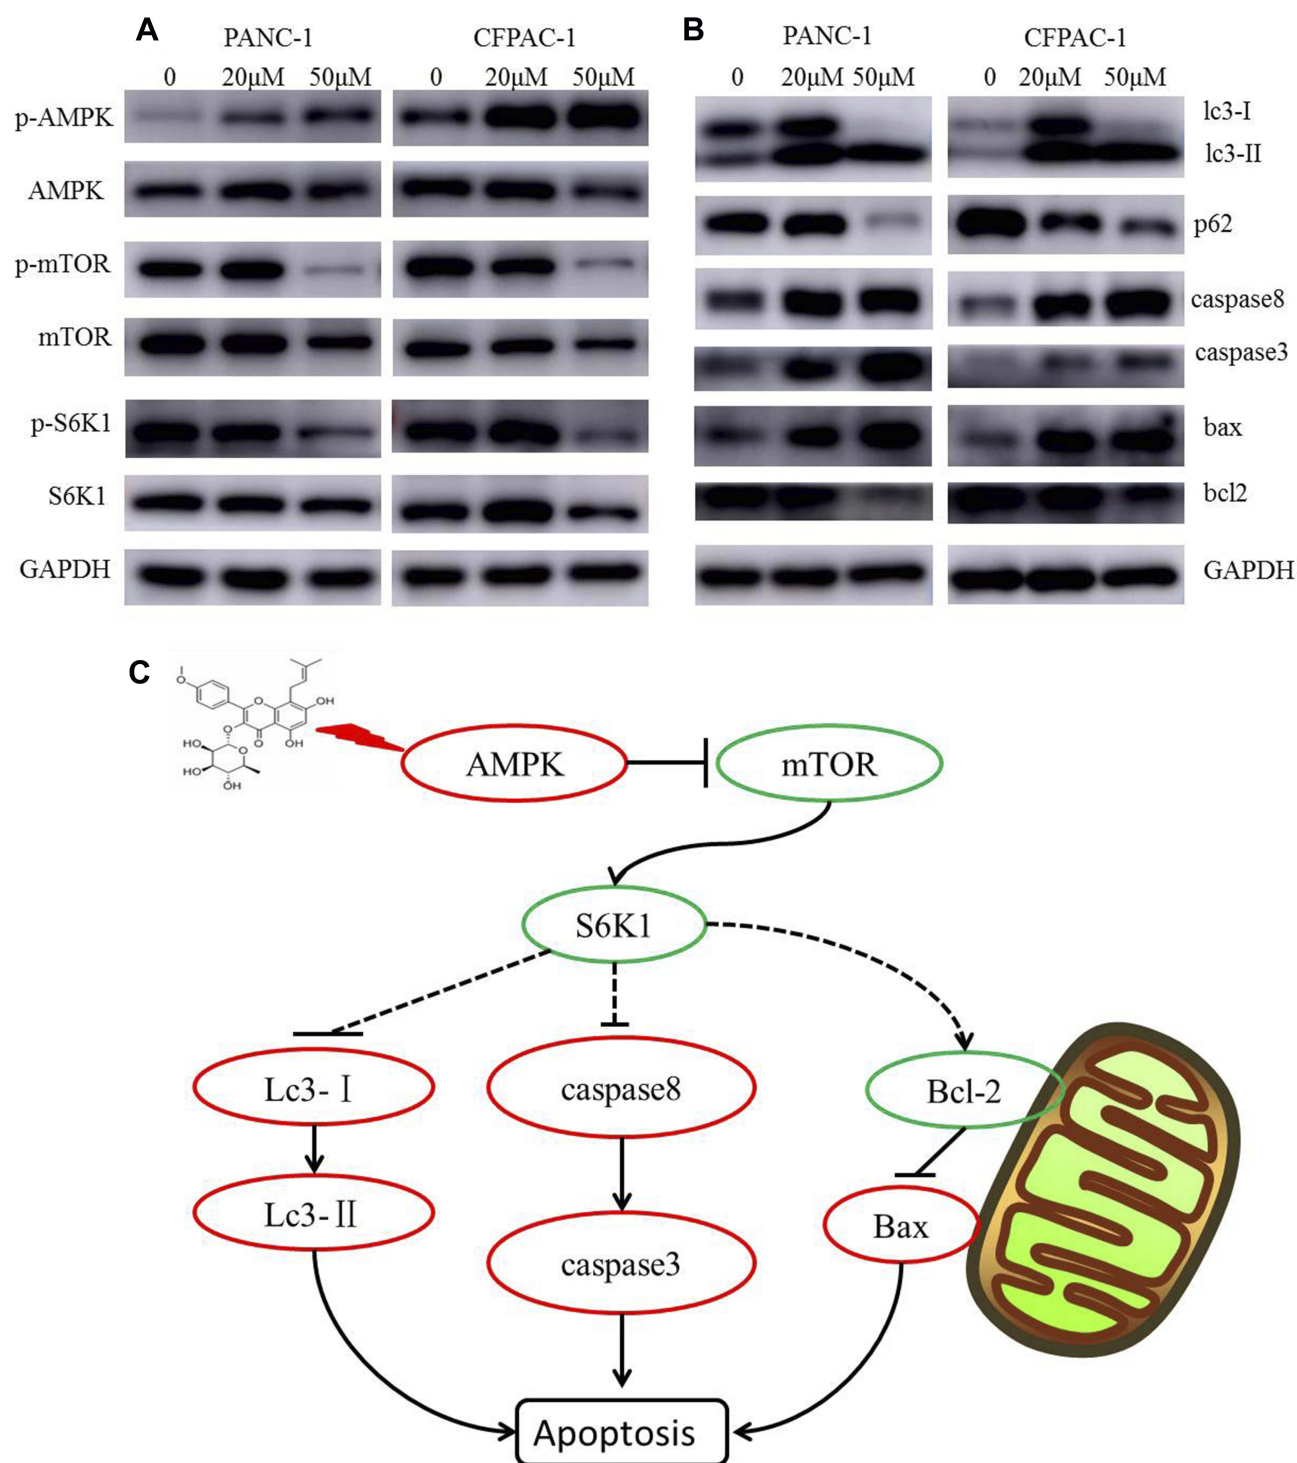 A
PANC-1 CFPAC-1
0 20μM 50μM 0 20μM 50μM
p-AMPK
AMPK
p-mTOR
mTOR
p-S6K1
S6K1
GAPDH
B
PANC-1 CFPAC-1
0 20μM 50μM 0 20μM 50μM
lc3-I
lc3-II
p62
caspase8
caspase3
bax
bcl2
GAPDH
C
O
O
OH
O
O
OH
HO
O
HO
HO
OH
AMPK
mTOR
S6K1
Lc3-Ⅰ
caspase8
Bcl-2
Lc3-Ⅱ
caspase3
Bax
Apoptosis